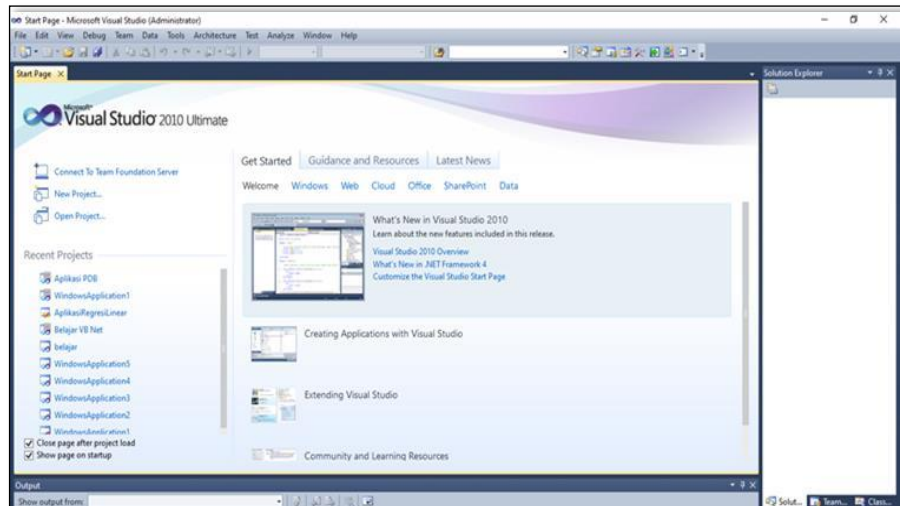 Start Page - Microsoft Visual Studio (Administrator)
File Edit View Debug Team Data Tools Architecture Test Analyze Window Help
Start Page
Solution Explorer
Microsoft
Visual Studio 2010 Ultimate
Connect To Team Foundation Server
New Project...
Open Project...
Recent Projects
Aplikasi PDB
WindowsApplication1
AplikasiRegresiLinear
Belajar VB Net
belajar
WindowsApplication5
WindowsApplication4
WindowsApplication3
WindowsApplication2
WindowsApplication1
Close page after project load
Show page on startup
Get Started Guidance and Resources Latest News
Welcome Windows Web Cloud Office SharePoint Data
What's New in Visual Studio 2010
Learn about the new features included in this release.
Visual Studio 2010 Overview
What's New in .NET Framework 4
Customize the Visual Studio Start Page
Creating Applications with Visual Studio
Extending Visual Studio
Community and Learning Resources
Output
Show output from:
Solut... Team... Class...